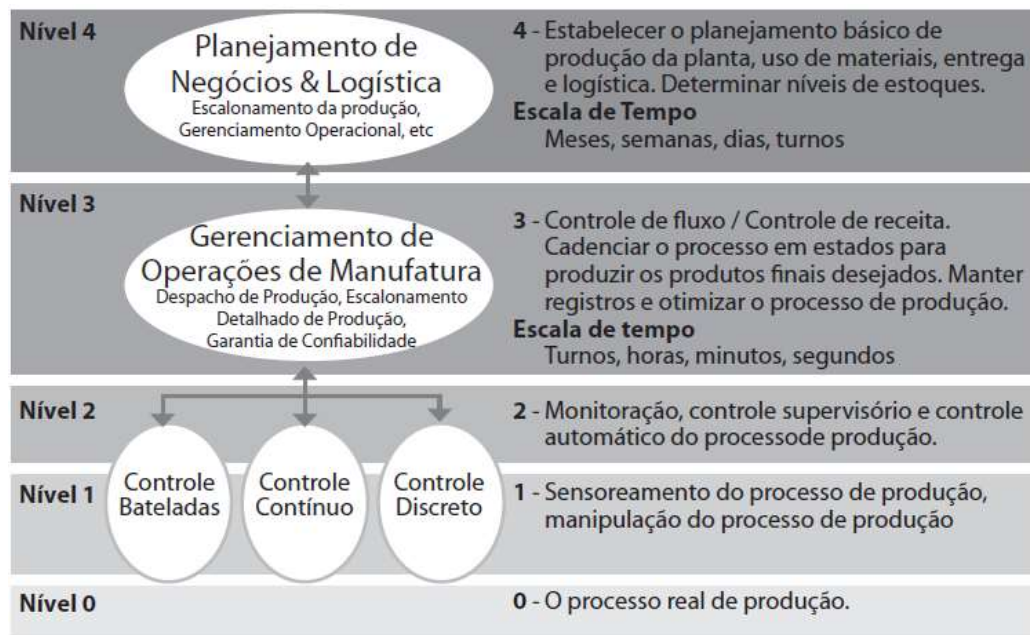 Nível 4
Planejamento de
Negócios & Logística
Escalonamento da produção,
Gerenciamento Operacional, etc
4 - Estabelecer o planejamento básico de
produção da planta, uso de materiais, entrega
e logística. Determinar níveis de estoques.
Escala de Tempo
Meses, semanas, dias, turnos
Nível 3
Gerenciamento de
Operações de Manufatura
Despacho de Produção, Escalonamento
Detalhado de Produção,
Garantia de Confiabilidade
3 - Controle de fluxo / Controle de receita.
Cadenciar o processo em estados para
produzir os produtos finais desejados. Manter
registros e otimizar o processo de produção.
Escala de tempo
Turnos, horas, minutos, segundos
Nível 2
2 - Monitoração, controle supervisório e controle
automático do processode produção.
Nível 1
Controle
Bateladas
Controle
Contínuo
Controle
Discreto
1 - Sensoreamento do processo de produção,
manipulação do processo de produção
Nível 0
0 - O processo real de produção.